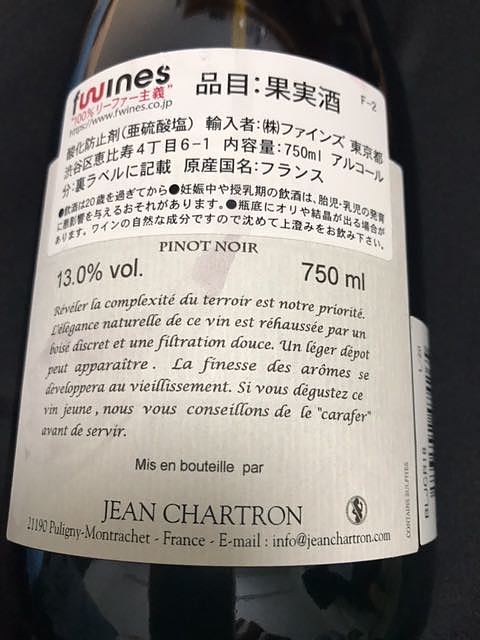 fwines
"100%リーファー主義"
https://www.fwines.co.jp
品目：果実酒
F-2
酸化防止剤(亜硫酸塩) 輸入者：㈱ファインズ 東京都
渋谷区恵比寿4丁目6-1 内容量：750ml アルコール
分：裏ラベルに記載 原産国名：フランス
●飲酒は20歳を過ぎてから●妊娠中や授乳期の飲酒は、胎児・乳児の発育
に悪影響を与えるおそれがあります。●瓶底にオリや結晶が出る場合が
あります。ワインの自然な成分ですので沈めて上澄みをお飲み下さい。
PINOT NOIR
13.0% vol.
750 ml
Révéler la complexité du terroir est notre priorité.
L'élégance naturelle de ce vin est réhaussée par un
boisé discret et une filtration douce. Un léger dépot
peut apparaître. La finesse des arômes se
developpera au vieillissement. Si vous dégustez ce
vin jeune, nous vous conseillons de le "carafer"
avant de servir.
Mis en bouteille par
JEAN CHARTRON
21190 Puligny-Montrachet - France - E-mail : info@jeanchartron.com
CONTAINS SULPHITES
L. 20
BL JCR18